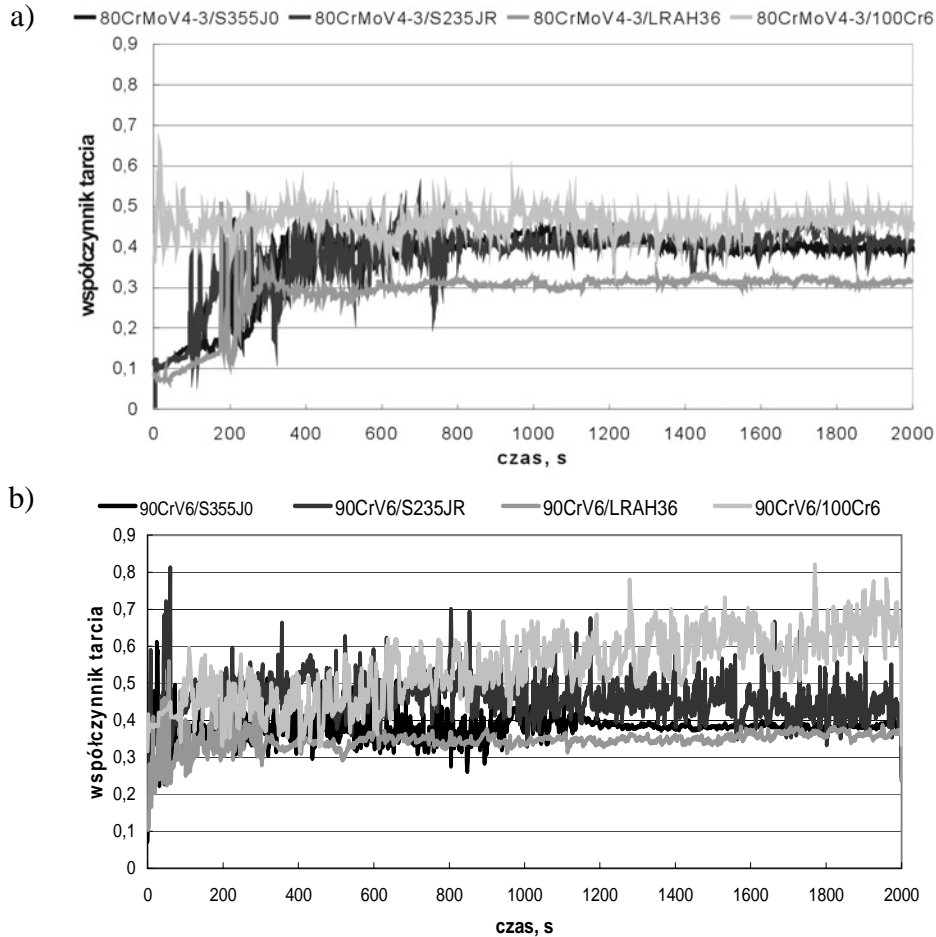 a)
80CrMoV4-3/S355J0 80CrMoV4-3/S235JR 80CrMoV4-3/LRAH36 80CrMoV4-3/100Cr6
0,9
0,8
0,7
0,6
0,5
0,4
0,3
0,2
0,1
0
współczynnik tarcia
0 200 400 600 800 1000 1200 1400 1600 1800 2000
czas, s
b)
90CrV6/S355J0 90CrV6/S235JR 90CrV6/LRAH36 90CrV6/100Cr6
0,9
0,8
0,7
0,6
0,5
0,4
0,3
0,2
0,1
0
współczynnik tarcia
0 200 400 600 800 1000 1200 1400 1600 1800 2000
czas, s